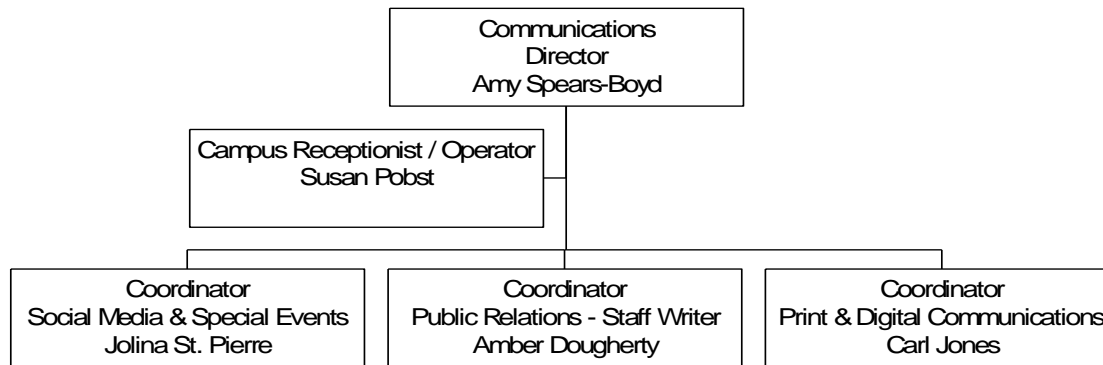 Communications
Director
Amy Spears-Boyd
Campus Receptionist / Operator
Susan Pobst
Coordinator
Social Media & Special Events
Jolina St. Pierre
Coordinator
Public Relations - Staff Writer
Amber Dougherty
Coordinator
Print & Digital Communications
Carl Jones